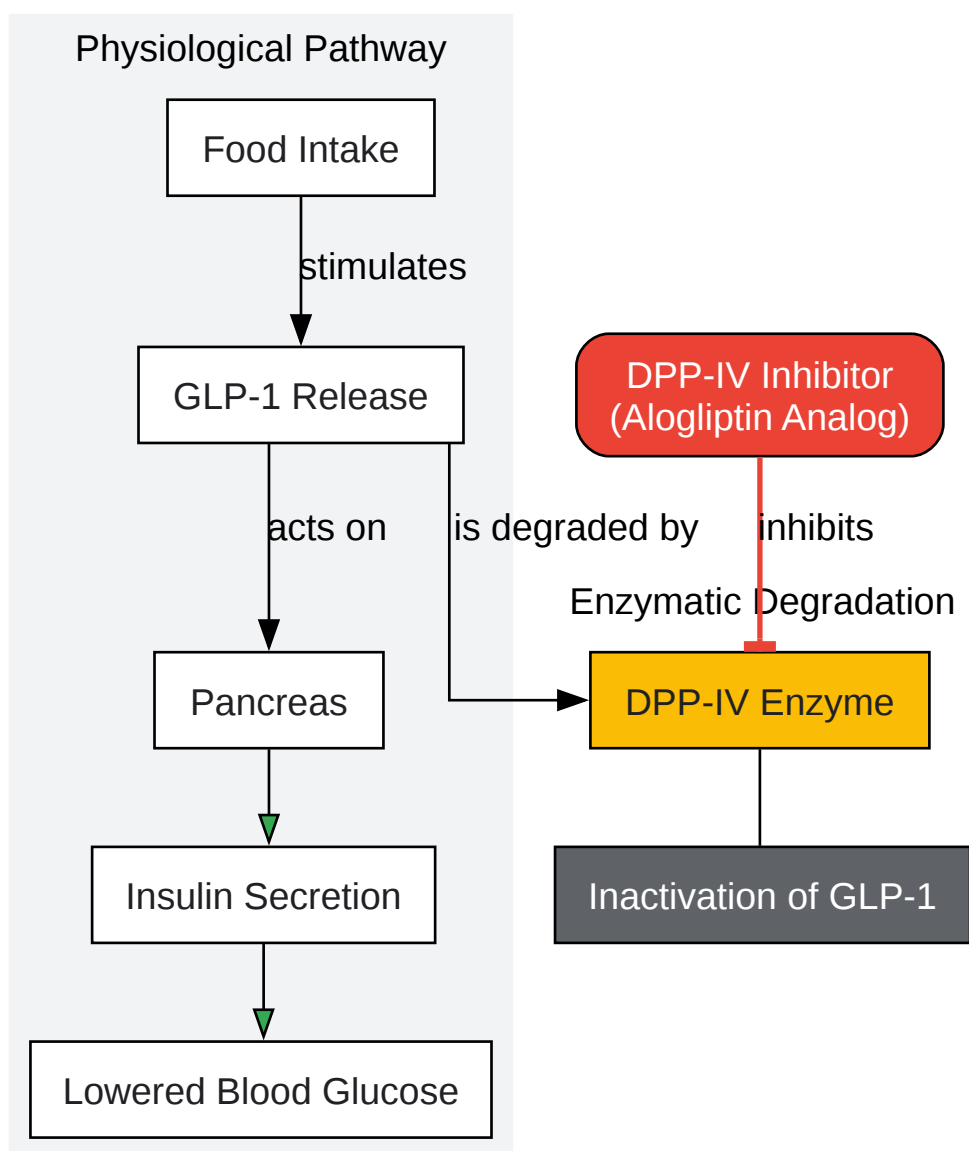 Physiological Pathway
Food Intake
stimulates
GLP-1 Release
DPP-IV Inhibitor
(Alogliptin Analog)
acts on
is degraded by
inhibits
Enzymatic Degradation
Pancreas
DPP-IV Enzyme
Insulin Secretion
Inactivation of GLP-1
Lowered Blood Glucose